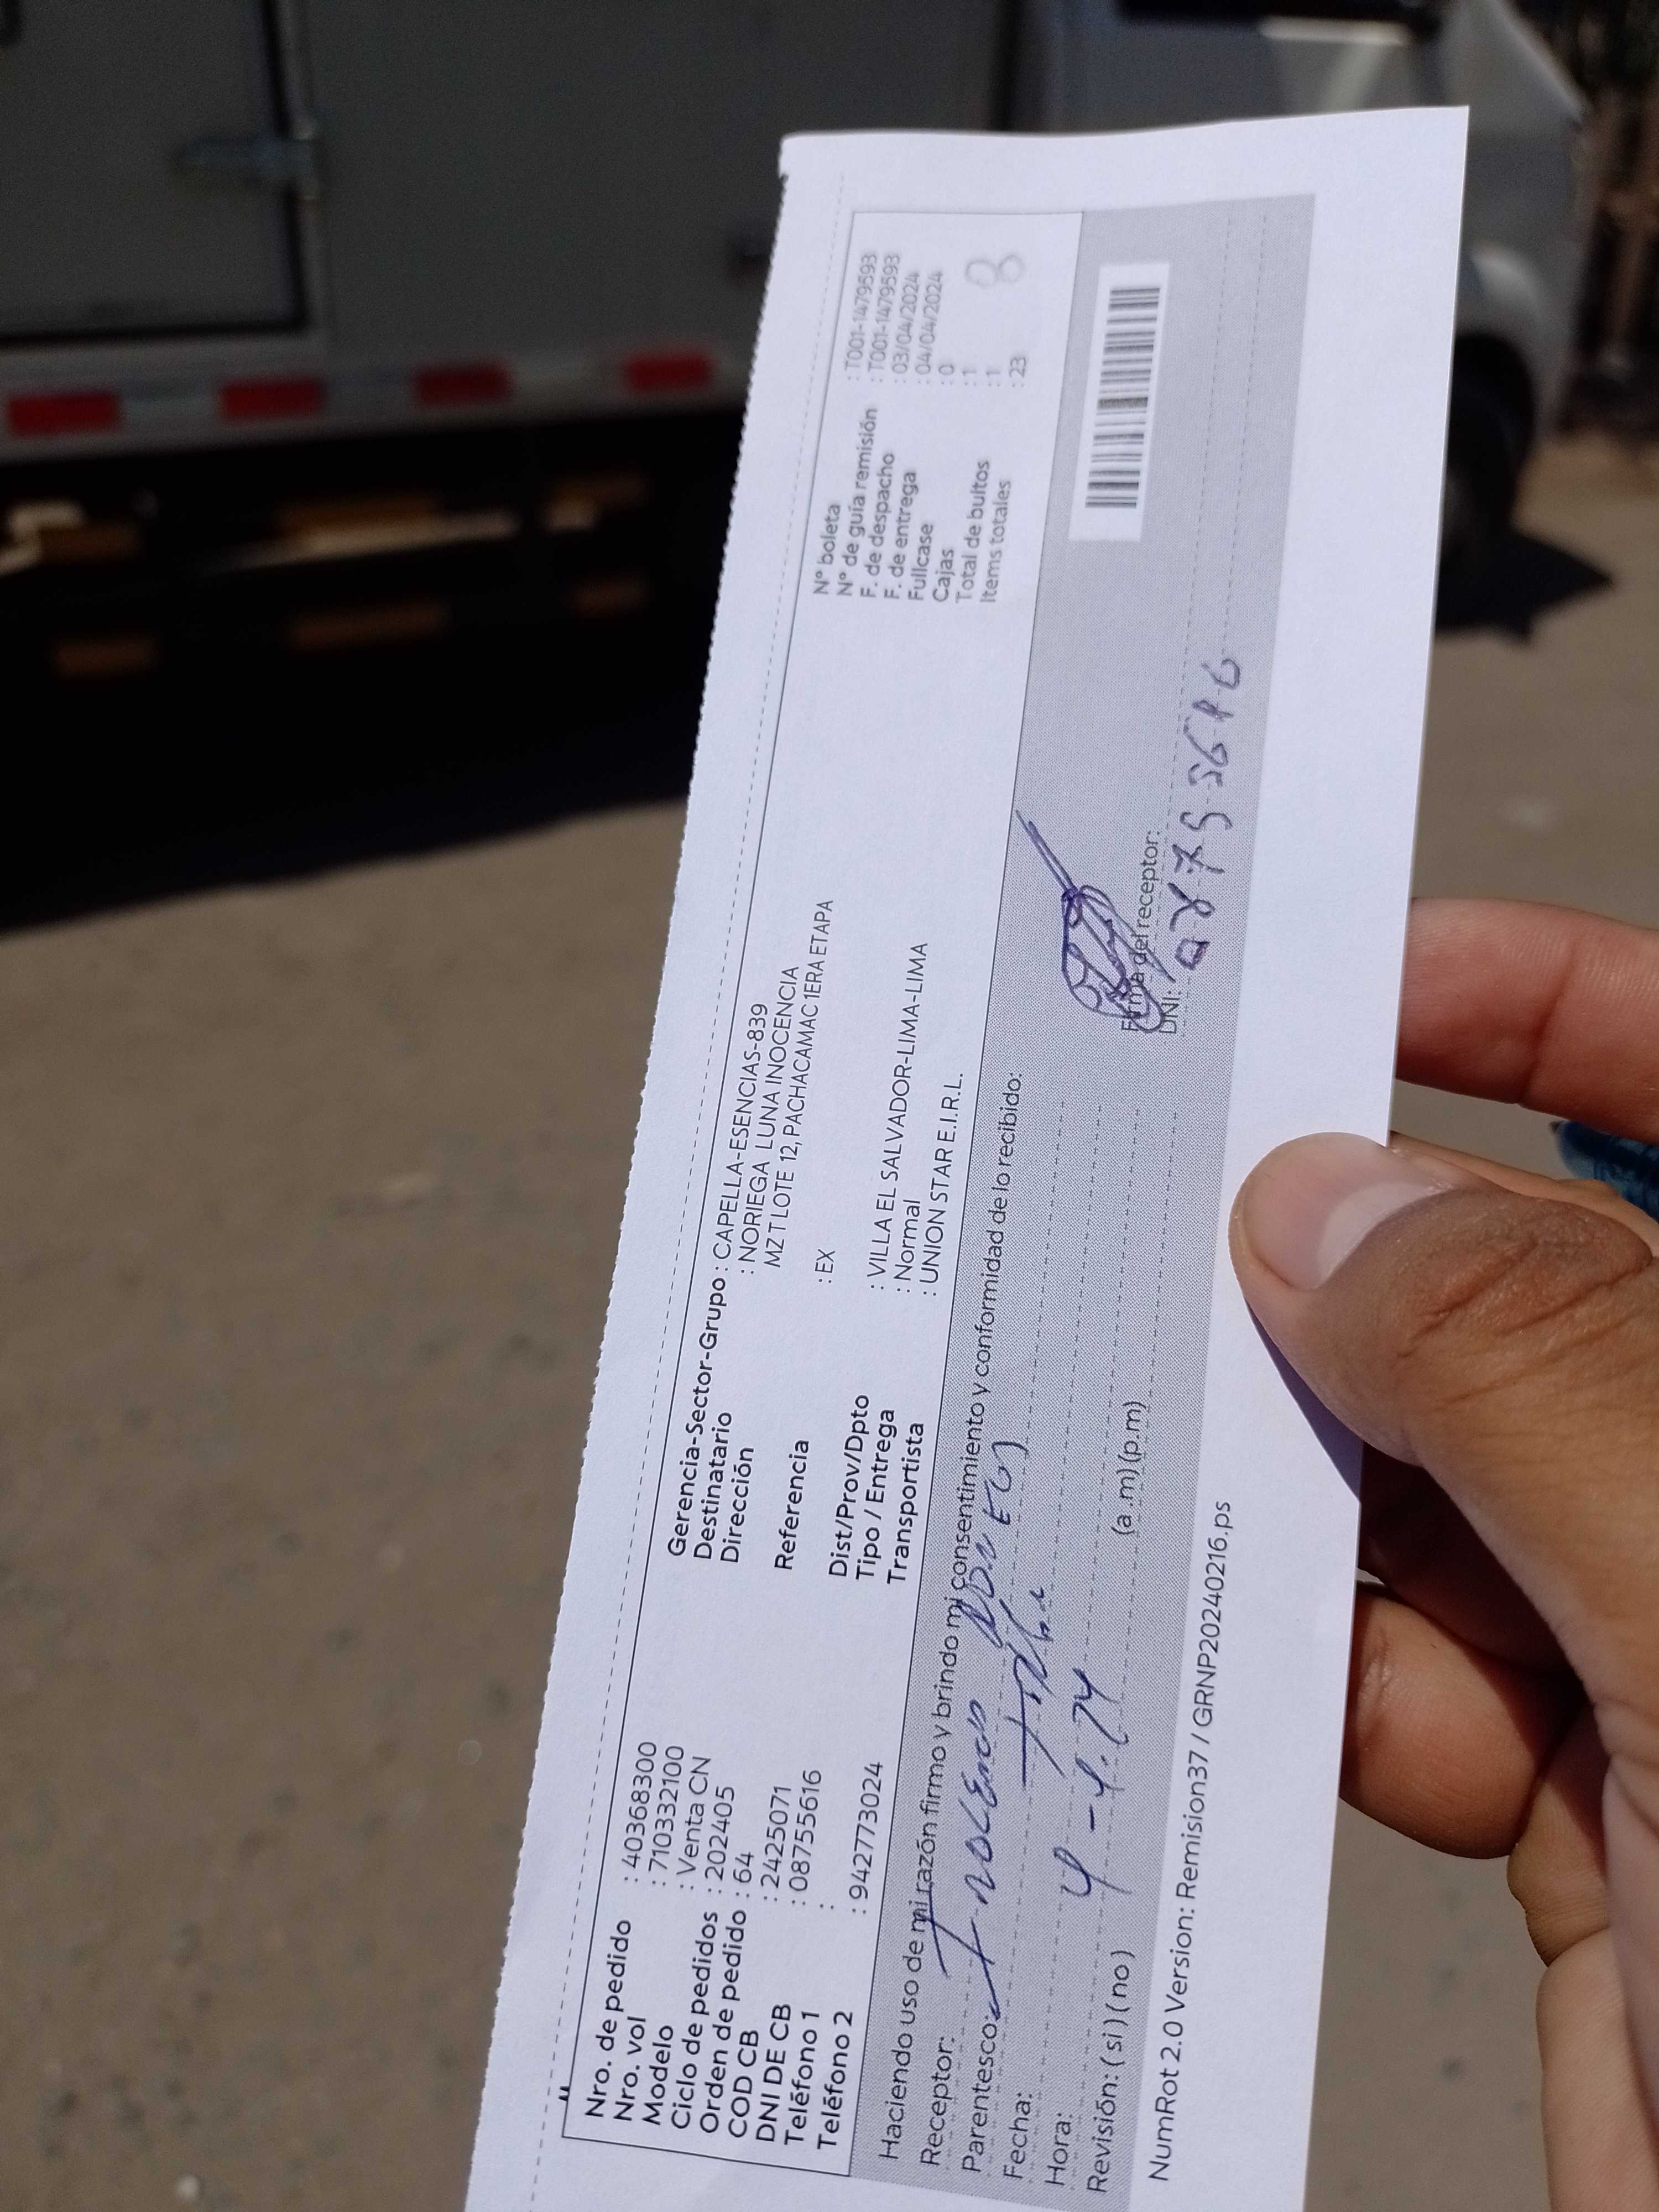 Nro. de pedido : 40368300
Nro. vol : 710332100
Modelo : Venta CN
Ciclo de pedidos : 202405
Orden de pedido : 64
COD CB : 2425071
DNI DE CB : 08755616
Teléfono 1 :
Teléfono 2 : 942773024
Gerencia-Sector-Grupo : CAPELLA-ESENCIAS-839
Destinatario : NORIEGA LUNA INOCENCIA
Dirección MZ T LOTE 12, PACHACAMAC 1ERA ETAPA
Referencia : EX
Dist/Prov/Dpto : VILLA EL SALVADOR-LIMA-LIMA
Tipo / Entrega : Normal
Transportista : UNION STAR E.I.R.L.
N° boleta : T001-1479593
N° de guía remisión : T001-1479593
F. de despacho : 03/04/2024
F. de entrega : 04/04/2024
Fullcase : 0
Cajas : 1
Total de bultos : 1
Items totales : 23
8
Haciendo uso de mi razón firmo y brindo mi consentimiento y conformidad de lo recibido:
Receptor:
Parentesco:
Fecha:
Hora: 4-4-24 (a.m) (p.m)
Revisión: (si) (no)
Firma del receptor:
DNI:
NumRot 2.0 Version: Remision37 / GRNP20240216.ps